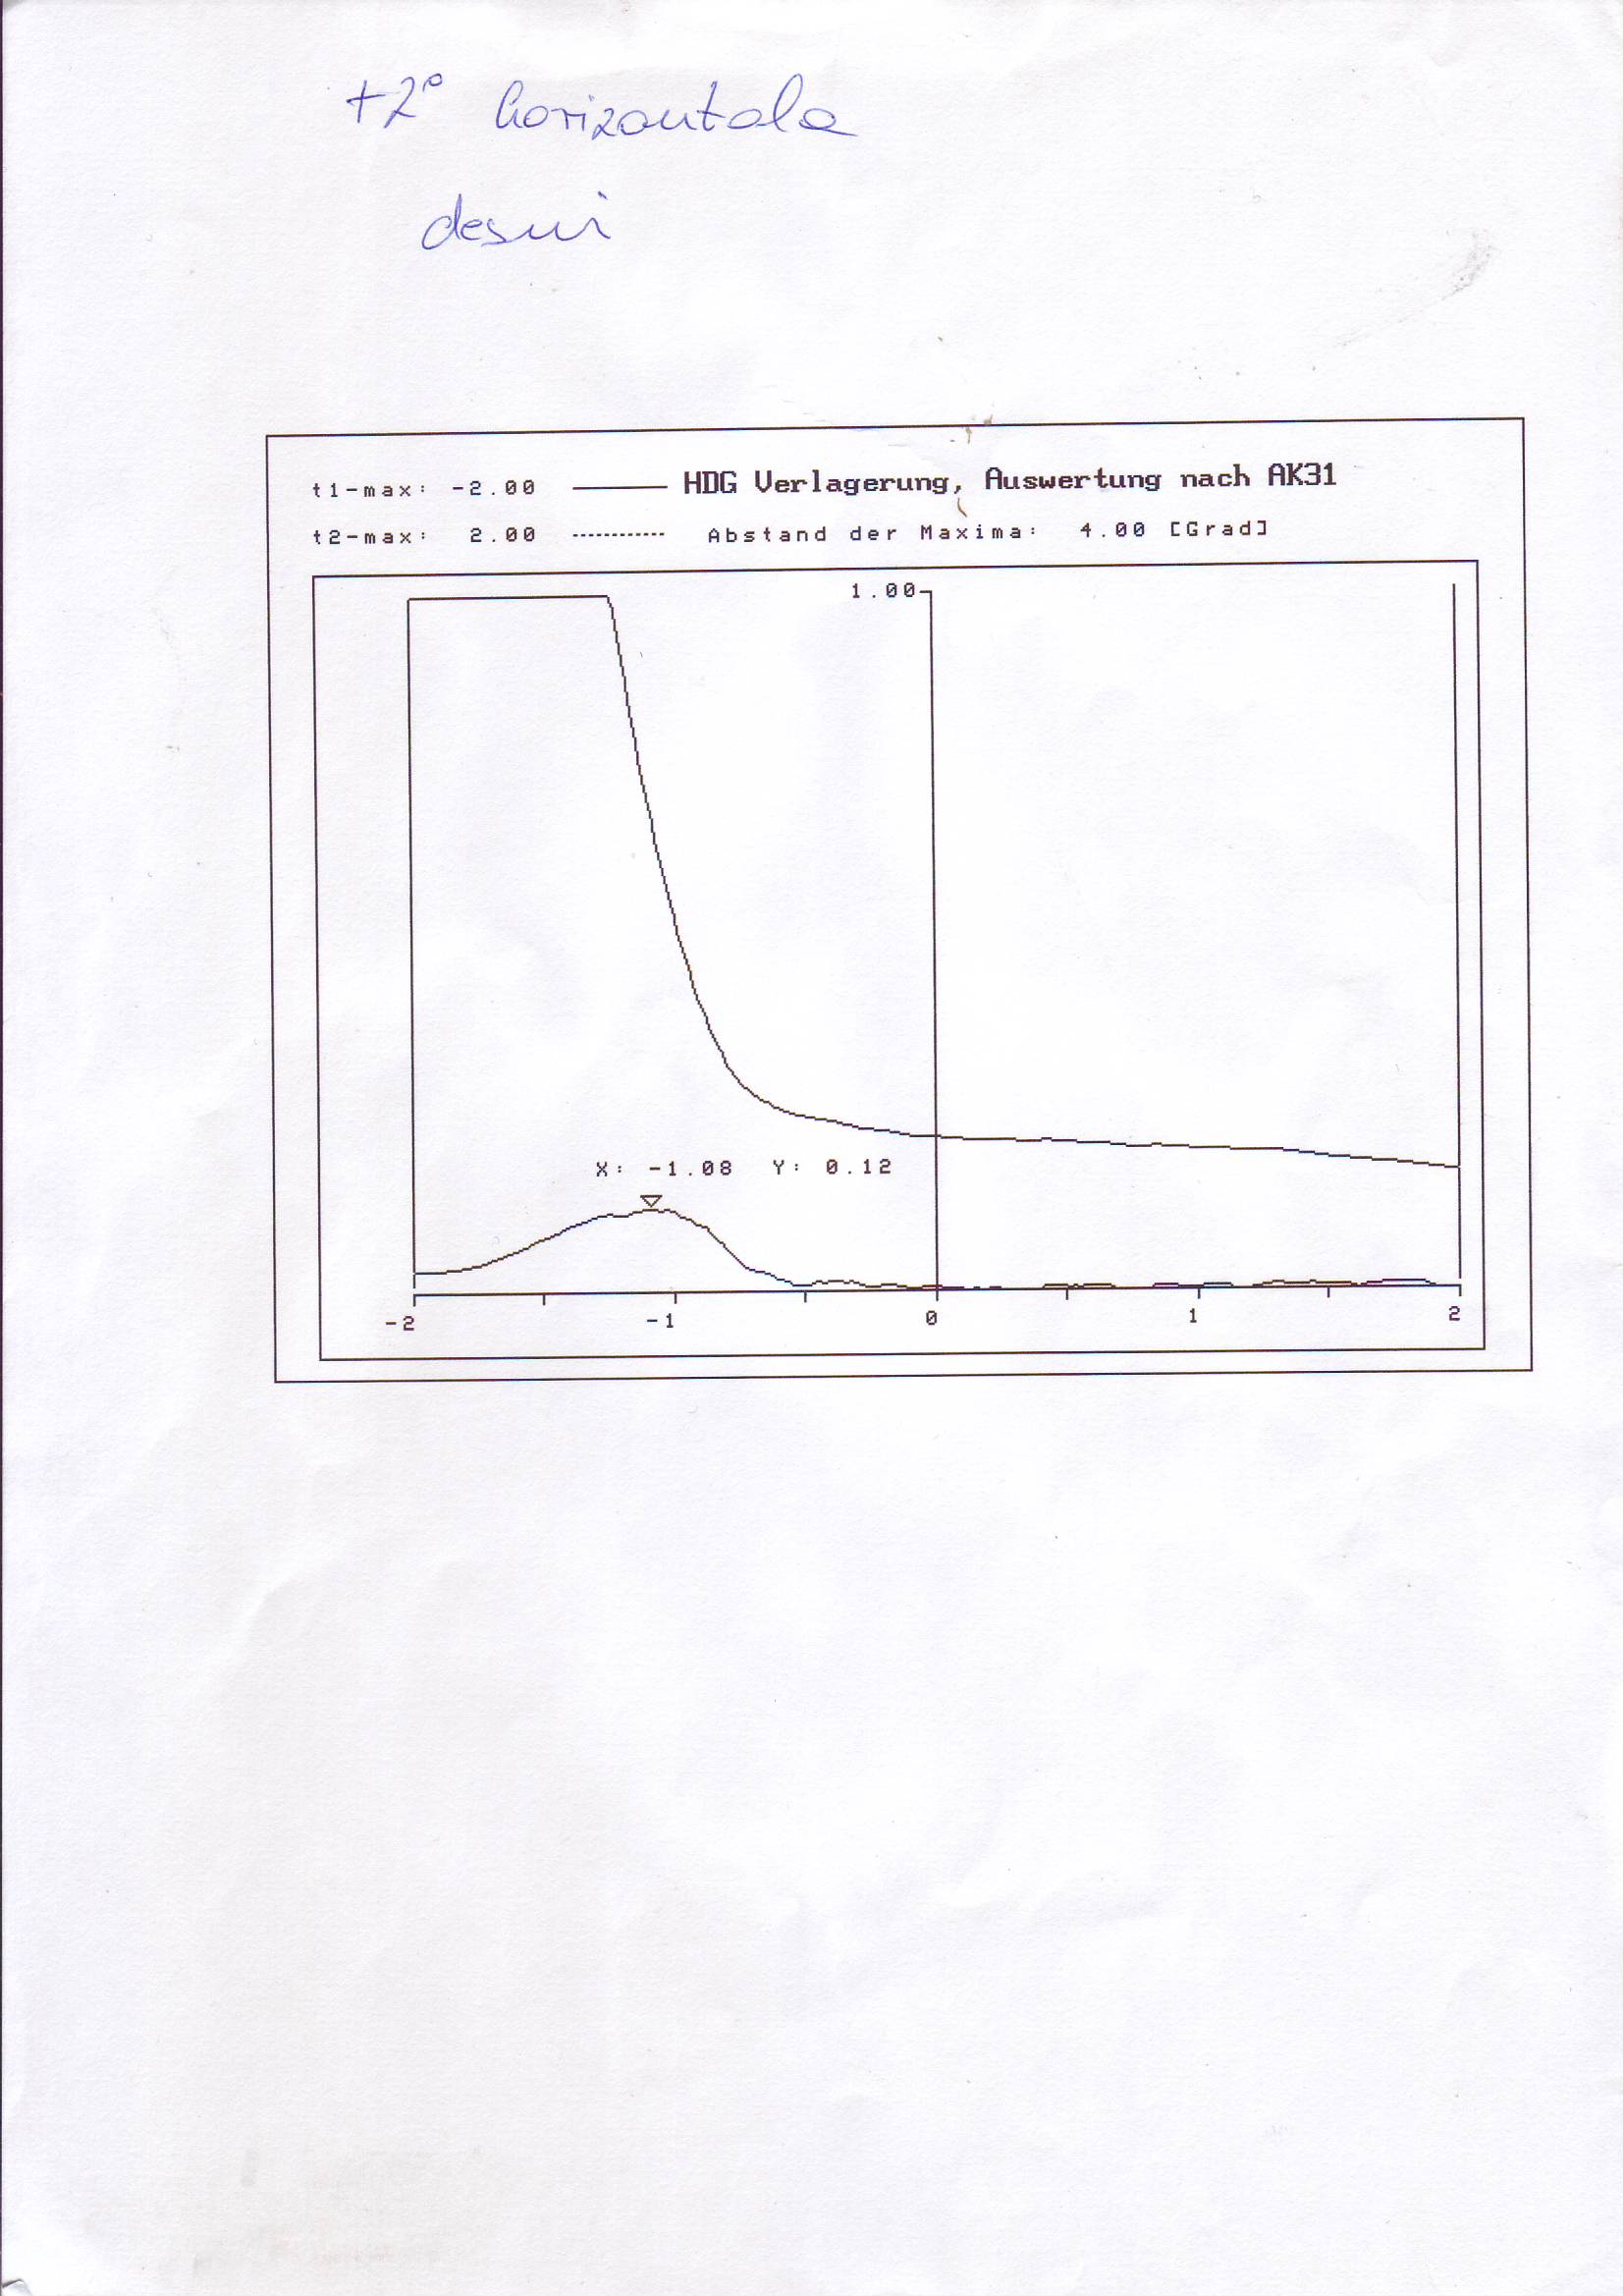 +2° horizontala
desni
t1-max: -2.00 HDG Verlagerung, Auswertung nach AK31
t2-max: 2.00 Abstand der Maxima: 4.00 [Grad]
1.00
X: -1.08 Y: 0.12
-2 -1 0 1 2